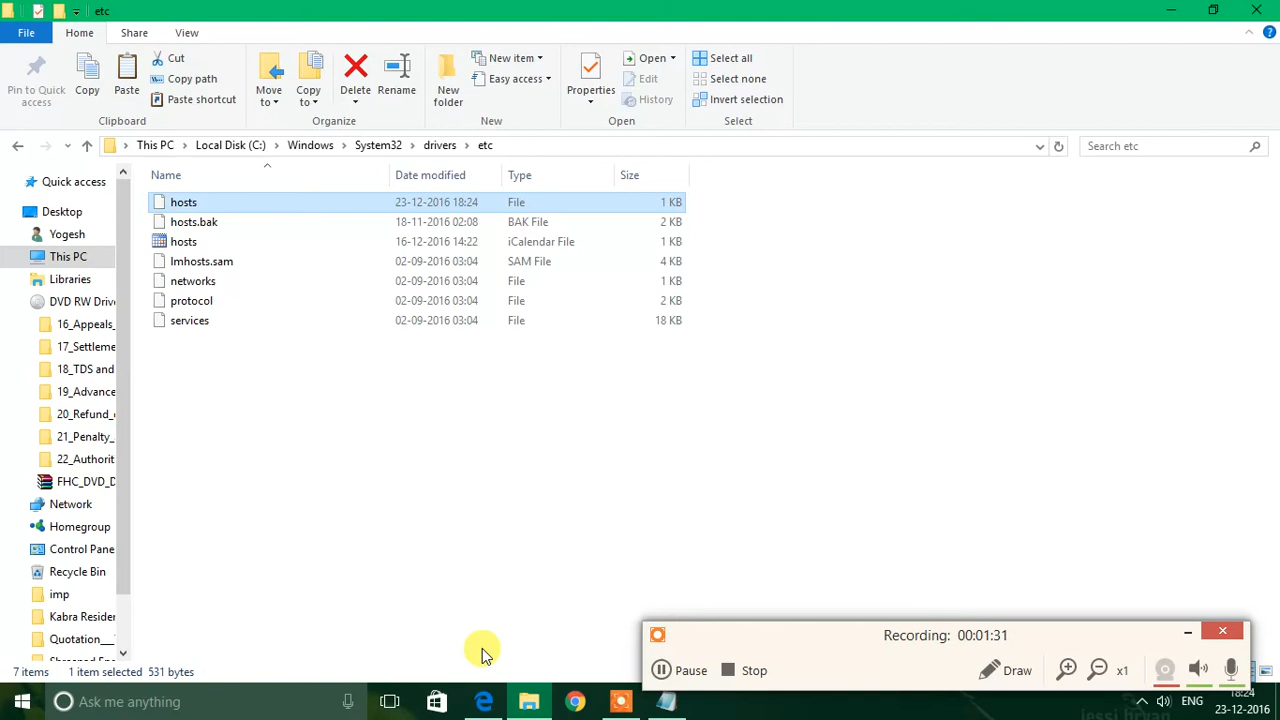 etc
File Home Share View
Pin to Quick access
Copy
Paste
Cut
Copy path
Paste shortcut
Clipboard
Move to
Copy to
Delete
Rename
Organize
New folder
New item
Easy access
New
Properties
Open
Edit
History
Open
Select all
Select none
Invert selection
Select
This PC > Local Disk (C:) > Windows > System32 > drivers > etc
Search etc
Name Date modified Type Size
hosts 23-12-2016 18:24 File 1 KB
hosts.bak 18-11-2016 02:08 BAK File 2 KB
hosts 16-12-2016 14:22 iCalendar File 1 KB
lmhosts.sam 02-09-2016 03:04 SAM File 4 KB
networks 02-09-2016 03:04 File 1 KB
protocol 02-09-2016 03:04 File 2 KB
services 02-09-2016 03:04 File 18 KB
Quick access
Desktop
Yogesh
This PC
Libraries
DVD RW Drive
16_Appeals_
17_Settleme
18_TDS and
19_Advance
20_Refund_
21_Penalty_
22_Authorit
FHC_DVD_D
Network
Homegroup
Control Pane
Recycle Bin
imp
Kabra Resider
Quotation__
7 items 1 item selected 531 bytes
Recording: 00:01:31
Pause Stop Draw x1
Ask me anything
ENG
18:24
23-12-2016